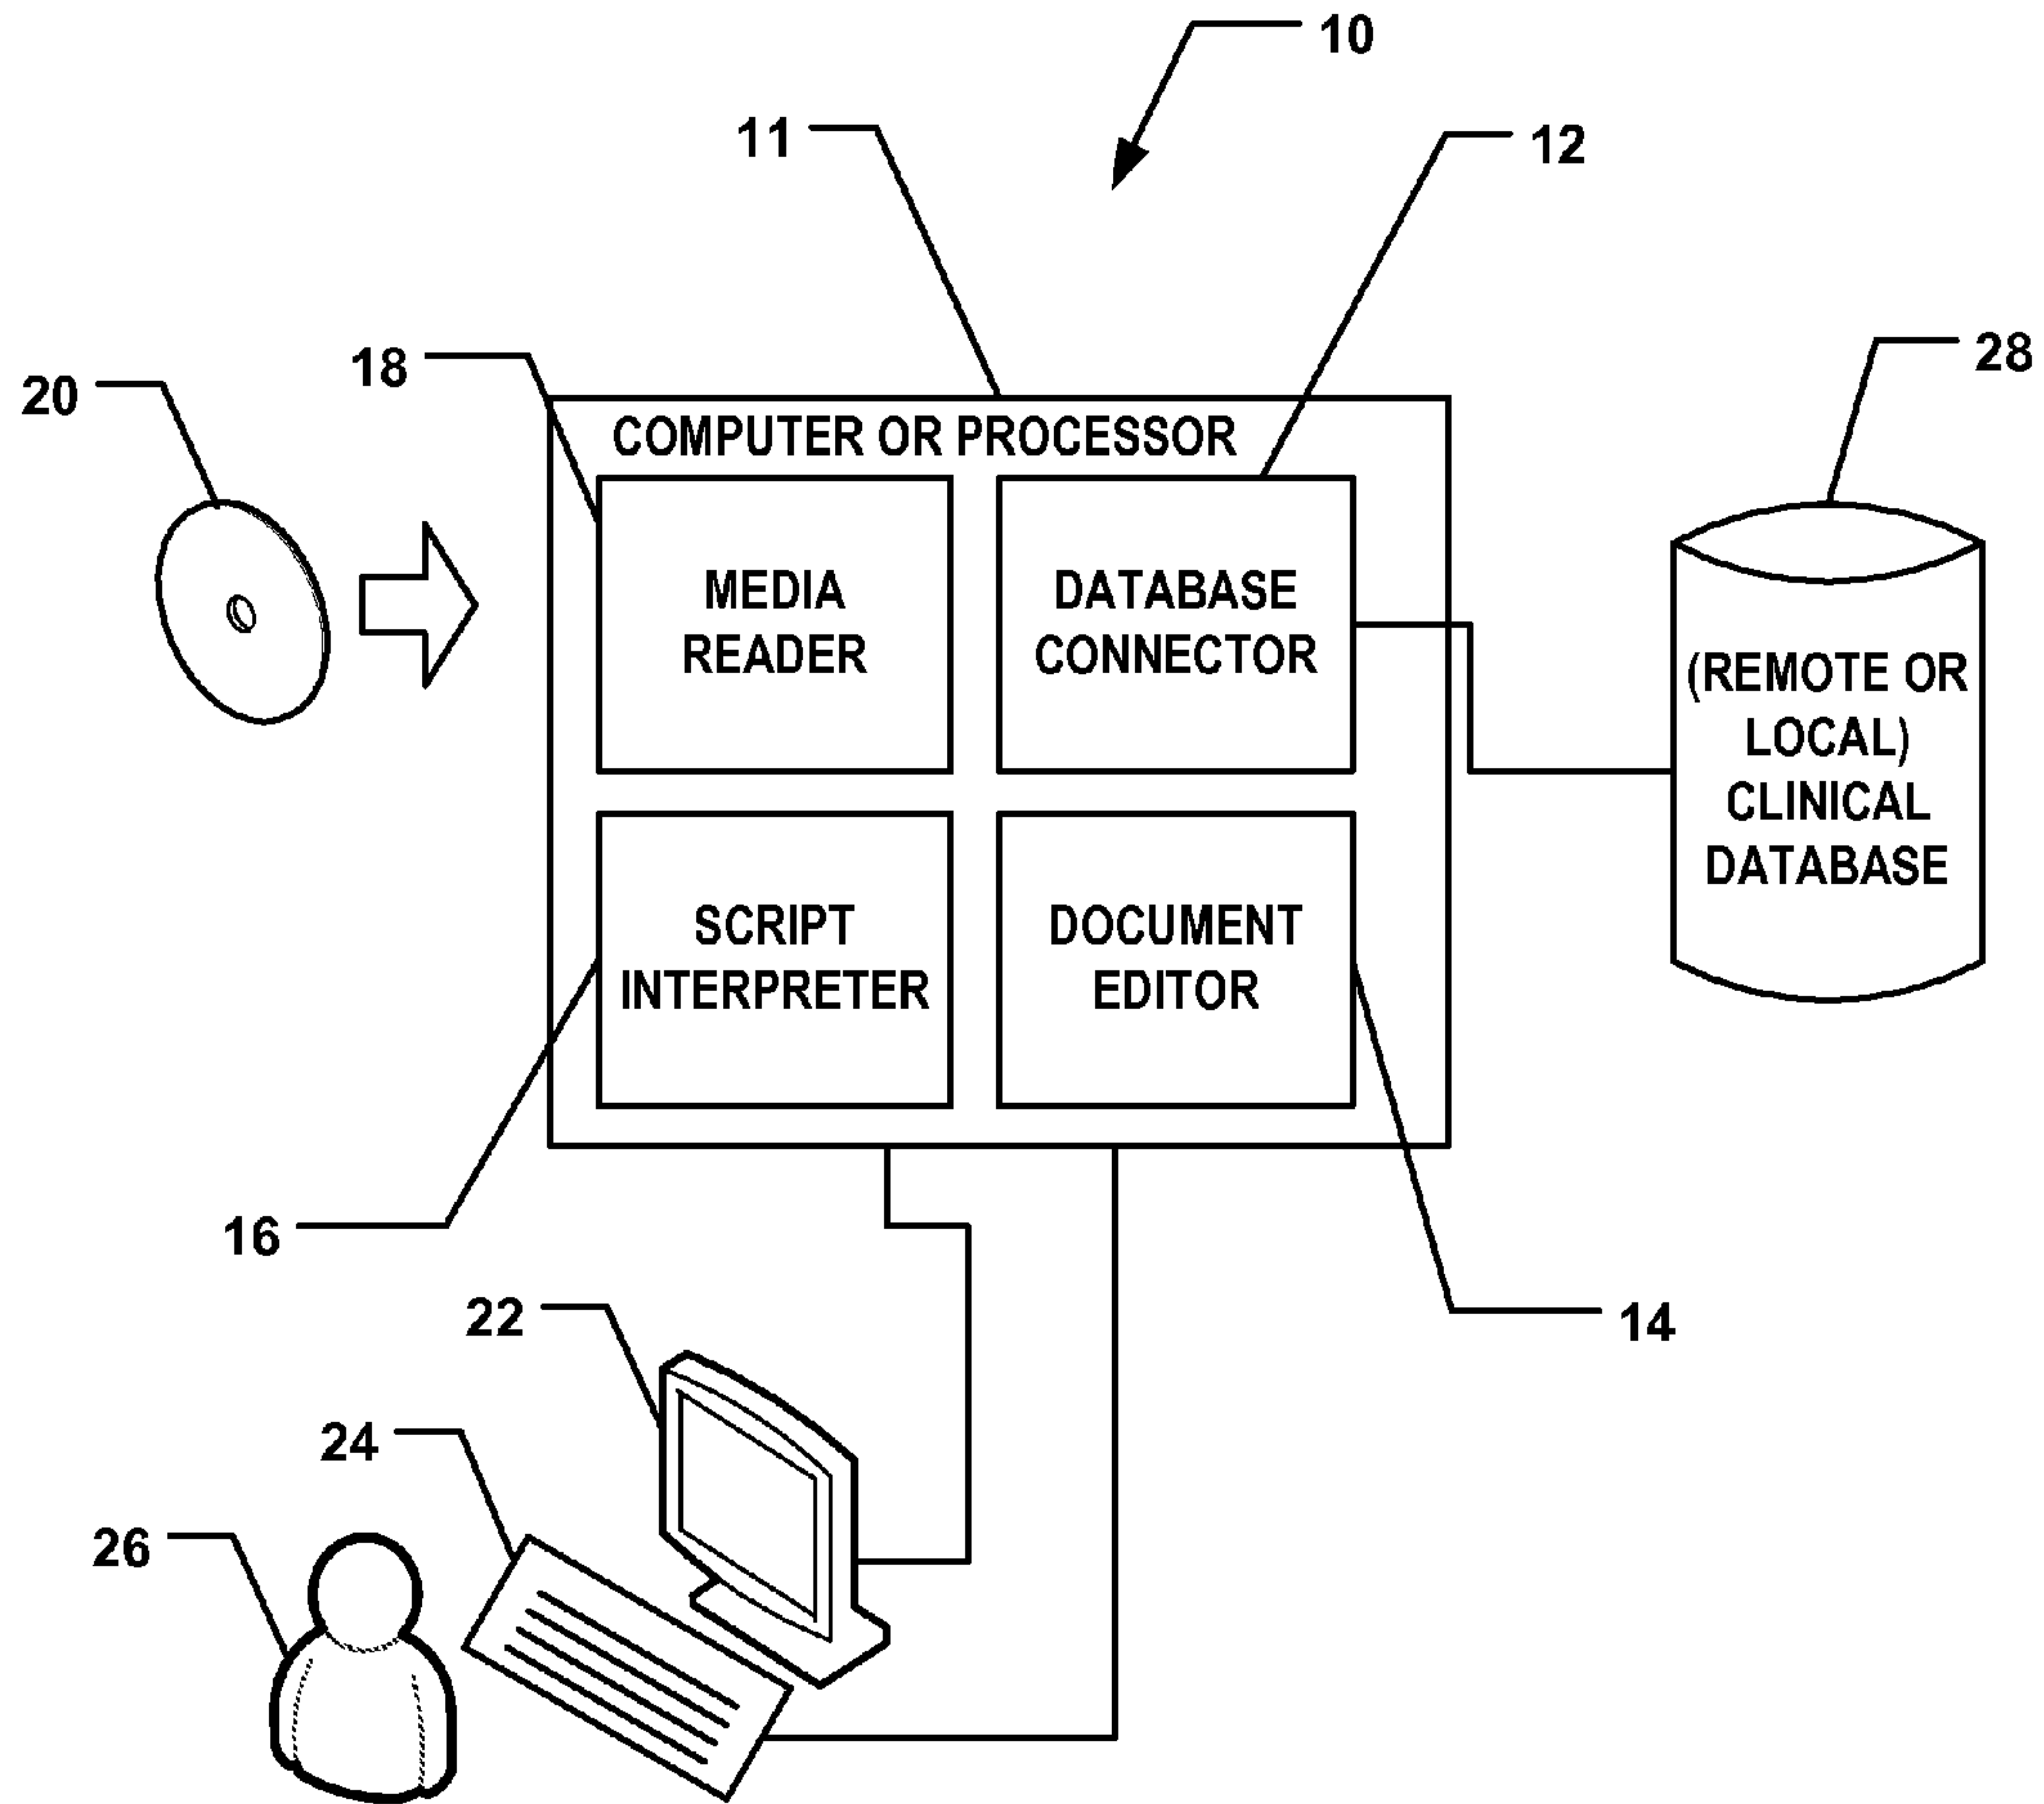 10
11
12
18
28
20
COMPUTER OR PROCESSOR
MEDIA
READER
DATABASE
CONNECTOR
(REMOTE OR
LOCAL)
CLINICAL
DATABASE
SCRIPT
INTERPRETER
DOCUMENT
EDITOR
16
22
14
24
26